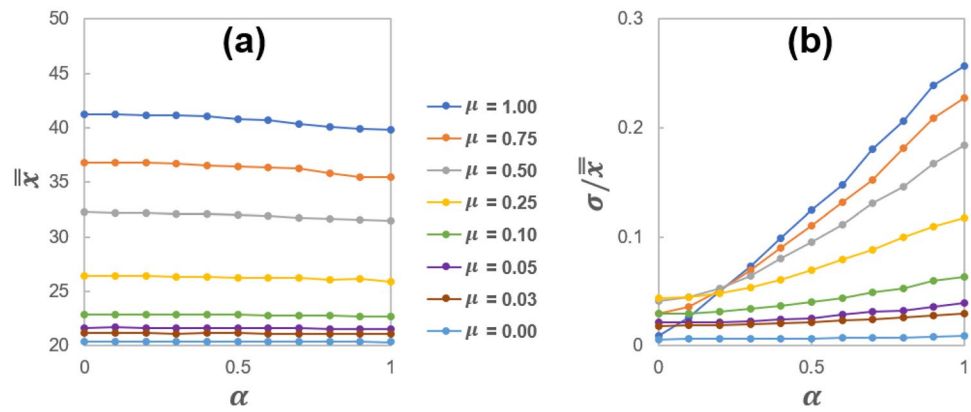 50
(a)
45
40
35
x̿
30
25
20
0
0.5
1
α
μ = 1.00
μ = 0.75
μ = 0.50
μ = 0.25
μ = 0.10
μ = 0.05
μ = 0.03
μ = 0.00
0.3
(b)
0.2
σ/x̿
0.1
0
0
0.5
1
α